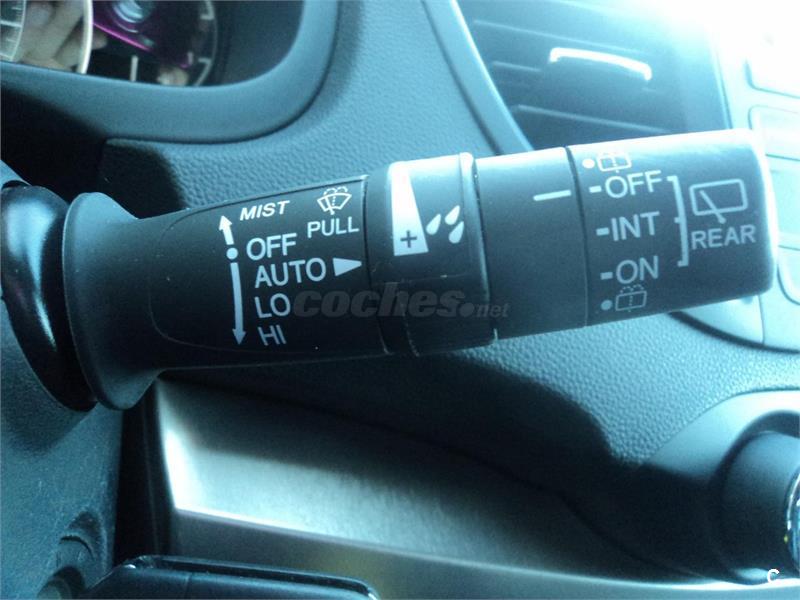 MIST
PULL
OFF
AUTO
LO
HI
+
-OFF
-INT
-ON
REAR
coches.net
C